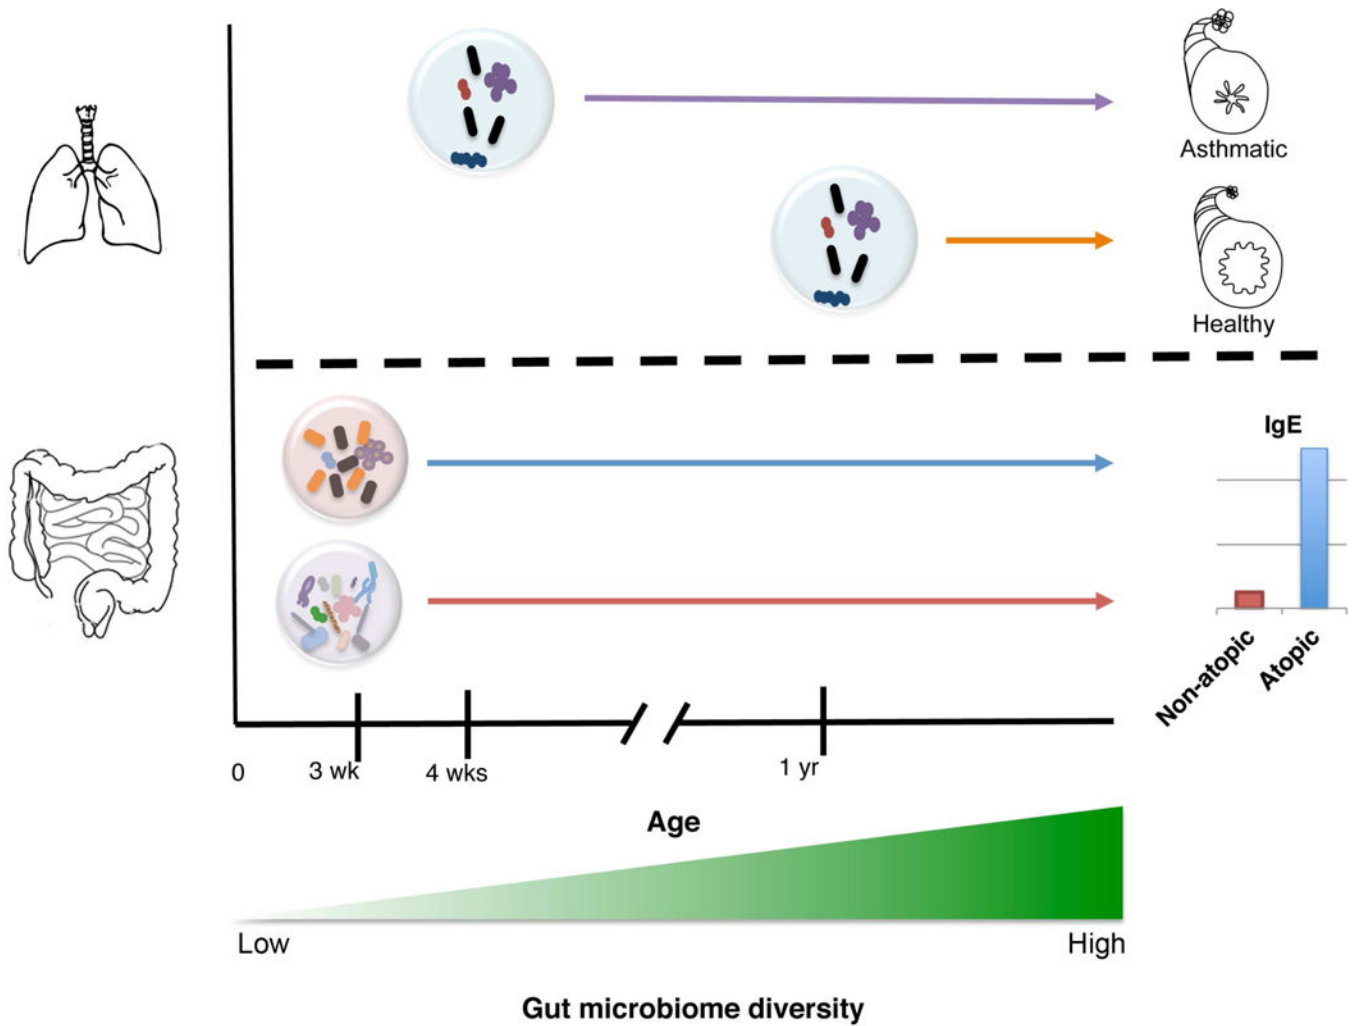 Asthmatic
Healthy
IgE
Non-atopic
Atopic
0
3 wk
4 wks
1 yr
Age
Low
High
Gut microbiome diversity